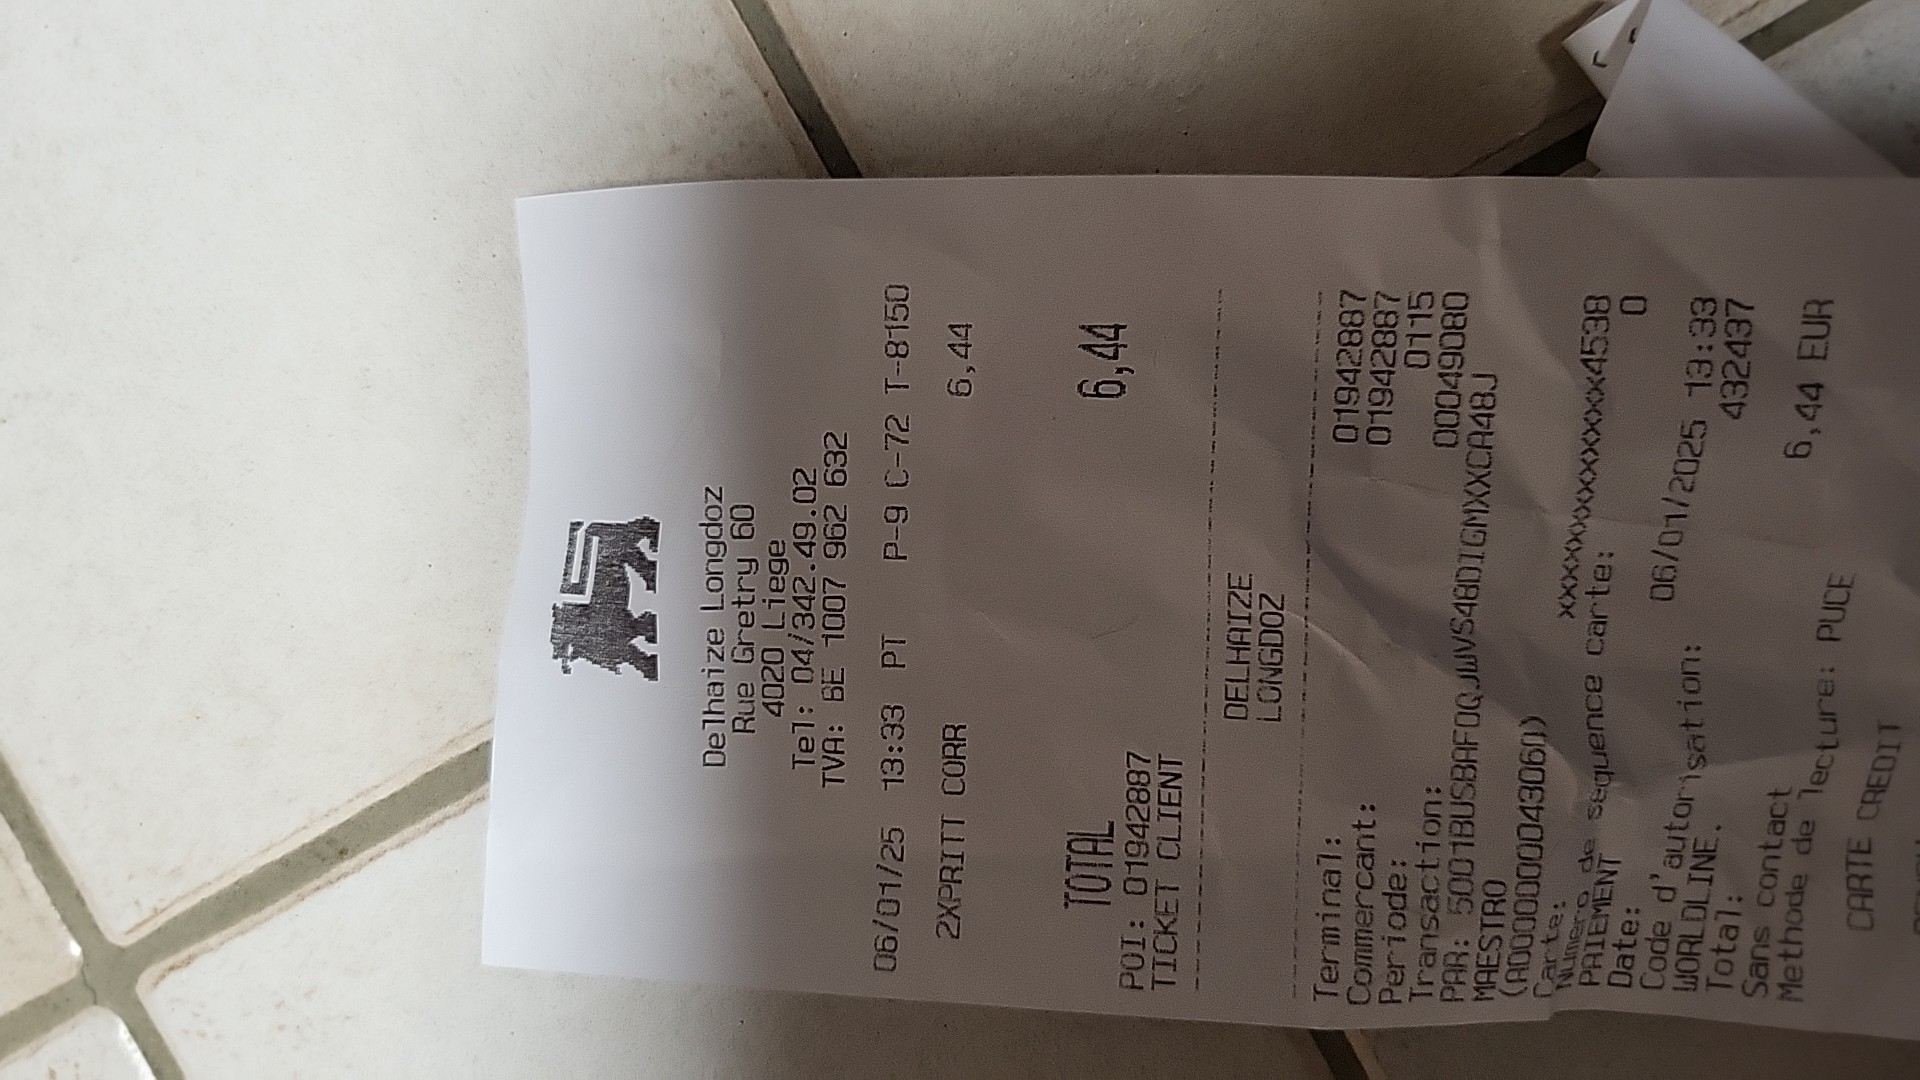 Delhaize Longdoz
Rue Gretry 60
4020 Liege
Tel: 04/342.49.02
TVA: BE 1007 962 632
06/01/25 13:33 PT P-9 C-72 T-8150
2XPRITT CORR 6,44
TOTAL 6,44
POI: 01942887
TICKET CLIENT
DELHAIZE
LONGDOZ
Terminal: 01942887
Commercant: 01942887
Periode: 0115
Transaction: 00049080
PAR: 5001BUSBAFOQJWVS4BDIGMXXCA48J
MAESTRO
(A0000000043060)
Carte: xxxxxxxxxxxxxxx4538
Numero de sequence carte: 0
PAIEMENT
Date: 06/01/2025 13:33
Code d'autorisation: 432437
WORLDLINE.
Total: 6,44 EUR
Sans contact
Methode de lecture: PUCE
CARTE CREDIT